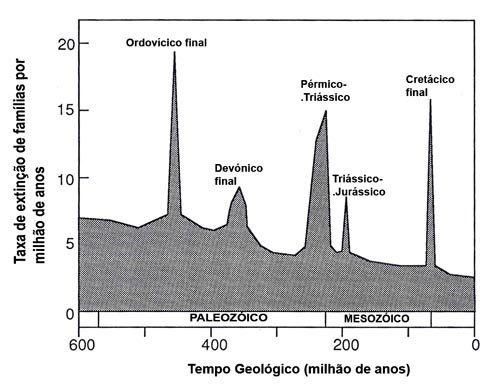 Taxa de extinção de famílias por
milhão de anos
20
15
10
5
0
Ordovícico final
Devónico
final
Pérmico-
.Triássico
Triássico-
.Jurássico
Cretácico
final
PALEOZÓICO
MESOZÓICO
600
400
200
0
Tempo Geológico (milhão de anos)